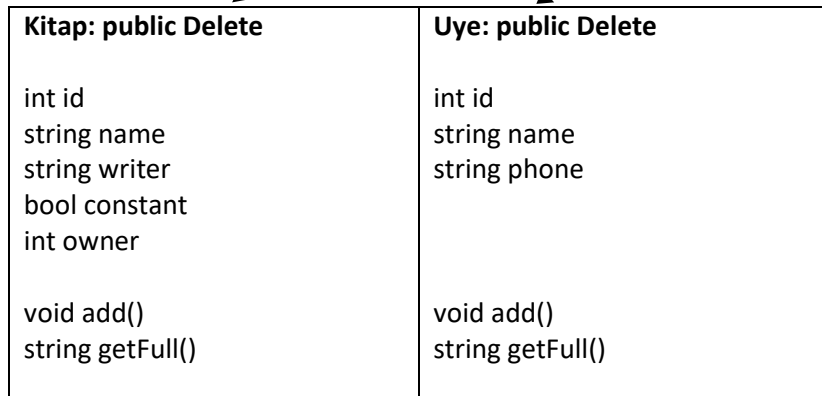 Kitap: public Delete
int id
string name
string writer
bool constant
int owner
void add()
string getFull()
Uye: public Delete
int id
string name
string phone
void add()
string getFull()